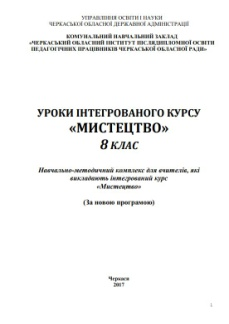 УПРАВЛІННЯ ОСВІТИ І НАУКИ
ЧЕРКАСЬКОЇ ОБЛАСНОЇ ДЕРЖАВНОЇ АДМІНІСТРАЦІЇ
КОМУНАЛЬНИЙ НАВЧАЛЬНИЙ ЗАКЛАД
«ЧЕРКАСЬКИЙ ОБЛАСНИЙ ІНСТИТУТ ПІСЛЯДИПЛОМНОЇ ОСВІТИ
ПЕДАГОГІЧНИХ ПРАЦІВНИКІВ ЧЕРКАСЬКОЇ ОБЛАСНОЇ РАДИ»
УРОКИ ІНТЕГРОВАНОГО КУРСУ
«МИСТЕЦТВО»
8 КЛАС
Навчально-методичний комплекс для вчителів, які
викладають інтегрований курс
«Мистецтво»
(За новою програмою)
Черкаси
2017
1